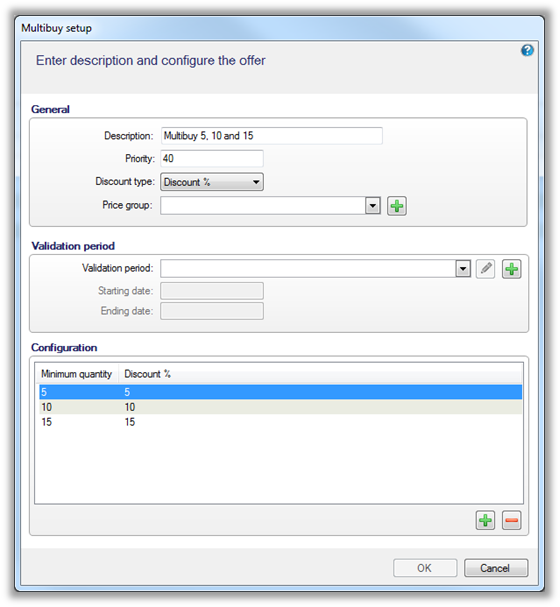 Multibuy setup
?
Enter description and configure the offer
General
Description: Multibuy 5, 10 and 15
Priority: 40
Discount type: Discount %
Price group:
Validation period
Validation period:
Starting date:
Ending date:
Configuration
Minimum quantity Discount %
5 5
10 10
15 15
OK Cancel